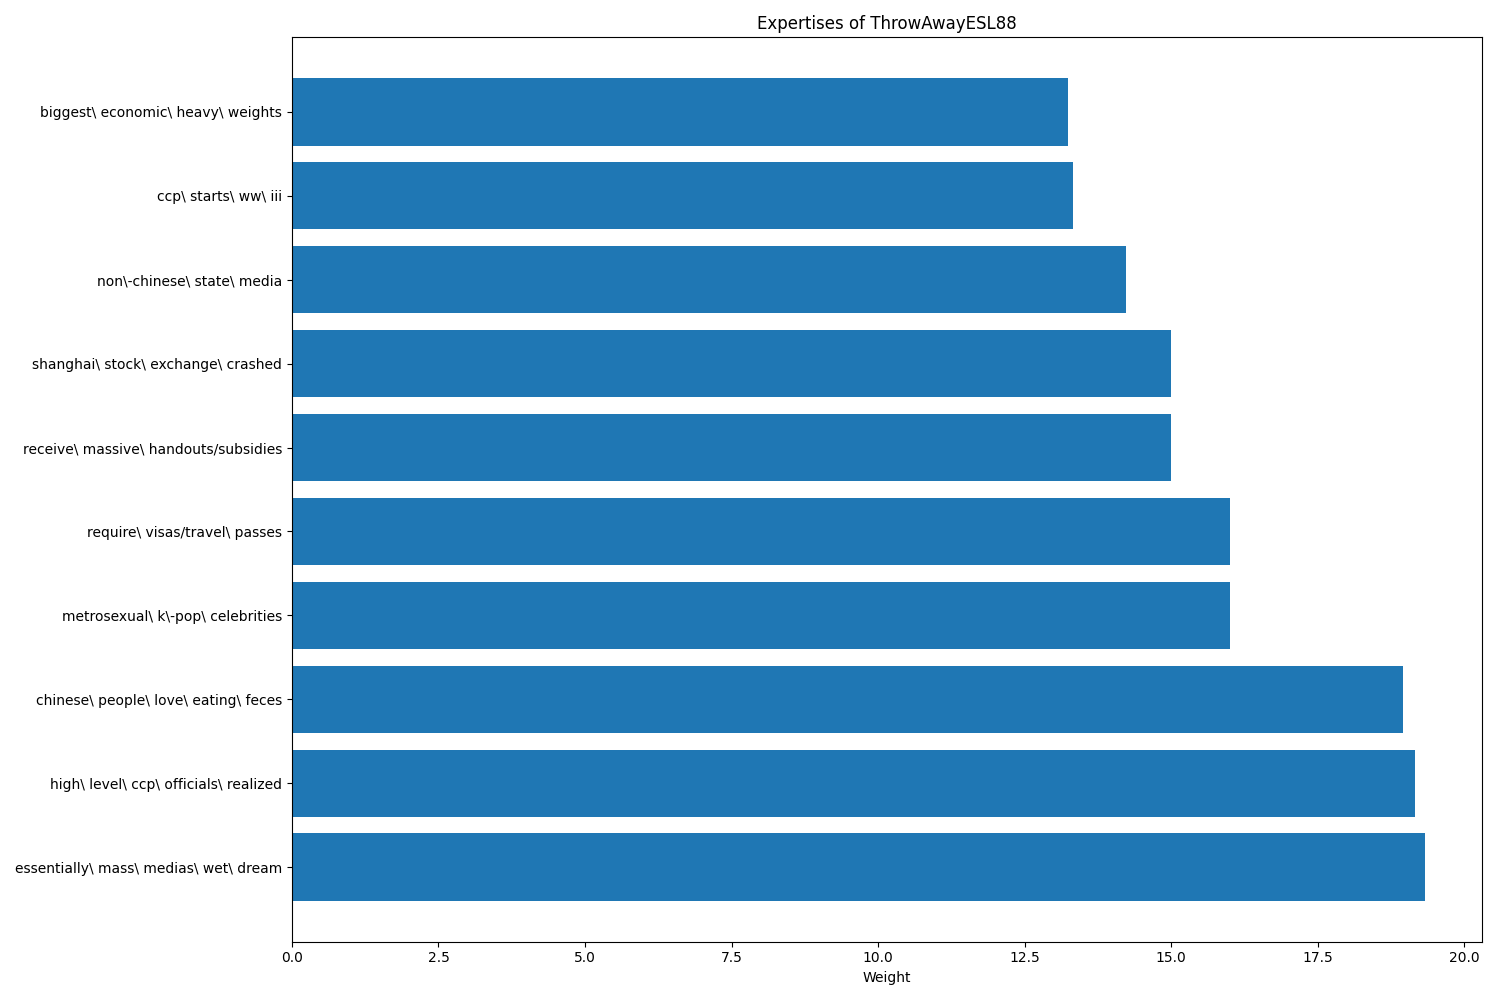 Expertises of ThrowAwayESL88
biggest\ economic\ heavy\ weights
ccp\ starts\ ww\ iii
non\-chinese\ state\ media
shanghai\ stock\ exchange\ crashed
receive\ massive\ handouts/subsidies
require\ visas/travel\ passes
metrosexual\ k\-pop\ celebrities
chinese\ people\ love\ eating\ feces
high\ level\ ccp\ officials\ realized
essentially\ mass\ medias\ wet\ dream
0.0 2.5 5.0 7.5 10.0 12.5 15.0 17.5 20.0
Weight